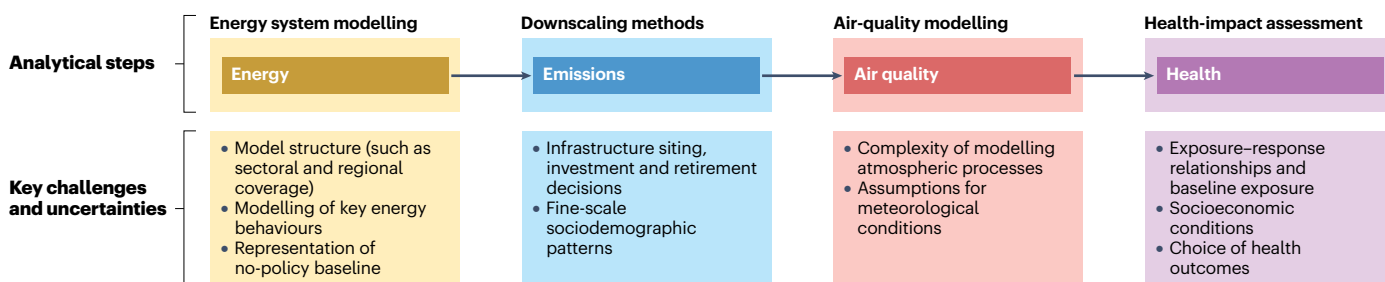 Energy system modelling
Downscaling methods
Air-quality modelling
Health-impact assessment
Analytical steps
Energy
Emissions
Air quality
Health
Key challenges
and uncertainties
• Model structure (such as
sectoral and regional
coverage)
• Modelling of key energy
behaviours
• Representation of
no-policy baseline
• Infrastructure siting,
investment and retirement
decisions
• Fine-scale
sociodemographic
patterns
• Complexity of modelling
atmospheric processes
• Assumptions for
meteorological
conditions
• Exposure–response
relationships and
baseline exposure
• Socioeconomic
conditions
• Choice of health
outcomes